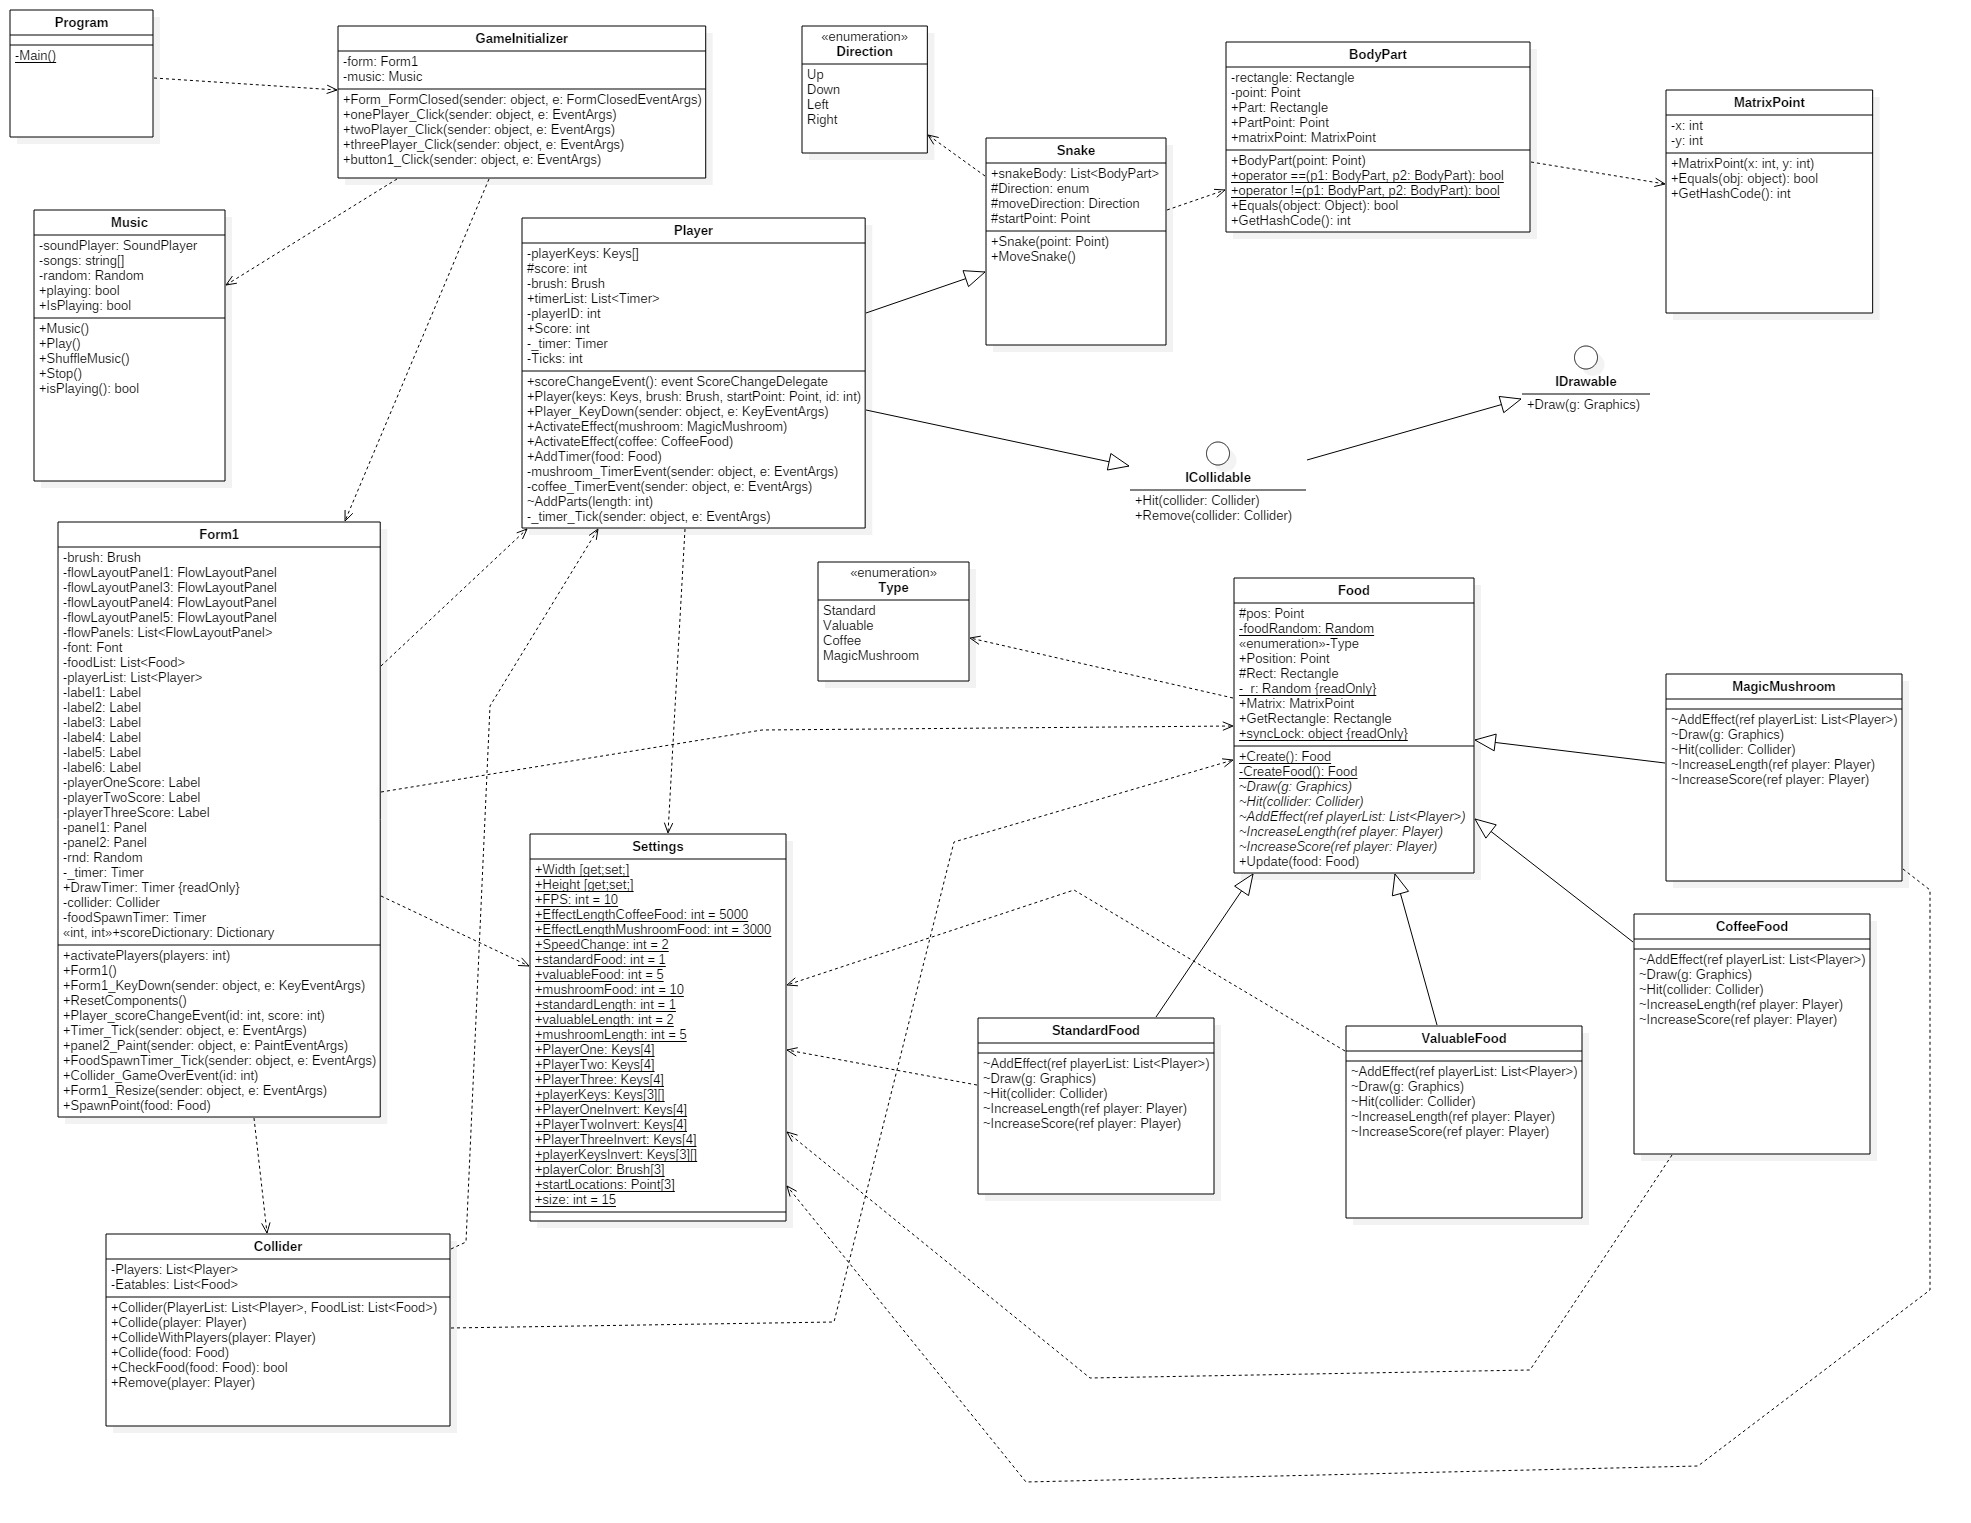 Program
-Main()
GameInitializer
-form: Form1
-music: Music
+Form_FormClosed(sender: object, e: FormClosedEventArgs)
+onePlayer_Click(sender: object, e: EventArgs)
+twoPlayer_Click(sender: object, e: EventArgs)
+threePlayer_Click(sender: object, e: EventArgs)
+button1_Click(sender: object, e: EventArgs)
«enumeration»
Direction
Up
Down
Left
Right
BodyPart
-rectangle: Rectangle
-point: Point
+Part: Rectangle
+PartPoint: Point
+matrixPoint: MatrixPoint
+BodyPart(point: Point)
+operator ==(p1: BodyPart, p2: BodyPart): bool
+operator !=(p1: BodyPart, p2: BodyPart): bool
+Equals(object: Object): bool
+GetHashCode(): int
MatrixPoint
-x: int
-y: int
+MatrixPoint(x: int, y: int)
+Equals(obj: object): bool
+GetHashCode(): int
Snake
+snakeBody: List<BodyPart>
#Direction: enum
#moveDirection: Direction
#startPoint: Point
+Snake(point: Point)
+MoveSnake()
Music
-soundPlayer: SoundPlayer
-songs: string[]
-random: Random
+playing: bool
+IsPlaying: bool
+Music()
+Play()
+ShuffleMusic()
+Stop()
+isPlaying(): bool
Player
-playerKeys: Keys[]
#score: int
-brush: Brush
+timerList: List<Timer>
-playerID: int
+Score: int
-_timer: Timer
-Ticks: int
+scoreChangeEvent(): event ScoreChangeDelegate
+Player(keys: Keys, brush: Brush, startPoint: Point, id: int)
+Player_KeyDown(sender: object, e: KeyEventArgs)
+ActivateEffect(mushroom: MagicMushroom)
+ActivateEffect(coffee: CoffeeFood)
+AddTimer(food: Food)
-mushroom_TimerEvent(sender: object, e: EventArgs)
-coffee_TimerEvent(sender: object, e: EventArgs)
~AddParts(length: int)
-_timer_Tick(sender: object, e: EventArgs)
IDrawable
+Draw(g: Graphics)
ICollidable
+Hit(collider: Collider)
+Remove(collider: Collider)
Form1
-brush: Brush
-flowLayoutPanel1: FlowLayoutPanel
-flowLayoutPanel3: FlowLayoutPanel
-flowLayoutPanel4: FlowLayoutPanel
-flowLayoutPanel5: FlowLayoutPanel
-flowPanels: List<FlowLayoutPanel>
-font: Font
-foodList: List<Food>
-playerList: List<Player>
-label1: Label
-label2: Label
-label3: Label
-label4: Label
-label5: Label
-label6: Label
-playerOneScore: Label
-playerTwoScore: Label
-playerThreeScore: Label
-panel1: Panel
-panel2: Panel
-rnd: Random
-_timer: Timer
+DrawTimer: Timer {readOnly}
-collider: Collider
-foodSpawnTimer: Timer
«int, int»+scoreDictionary: Dictionary
+activatePlayers(players: int)
+Form1()
+Form1_KeyDown(sender: object, e: KeyEventArgs)
+ResetComponents()
+Player_scoreChangeEvent(id: int, score: int)
+Timer_Tick(sender: object, e: EventArgs)
+panel2_Paint(sender: object, e: PaintEventArgs)
+FoodSpawnTimer_Tick(sender: object, e: EventArgs)
+Collider_GameOverEvent(id: int)
+Form1_Resize(sender: object, e: EventArgs)
+SpawnPoint(food: Food)
«enumeration»
Type
Standard
Valuable
Coffee
MagicMushroom
Food
#pos: Point
-foodRandom: Random
«enumeration»-Type
+Position: Point
#Rect: Rectangle
-_r: Random {readOnly}
+Matrix: MatrixPoint
+GetRectangle: Rectangle
+syncLock: object {readOnly}
+Create(): Food
-CreateFood(): Food
~Draw(g: Graphics)
~Hit(collider: Collider)
~AddEffect(ref playerList: List<Player>)
~IncreaseLength(ref player: Player)
~IncreaseScore(ref player: Player)
+Update(food: Food)
MagicMushroom
~AddEffect(ref playerList: List<Player>)
~Draw(g: Graphics)
~Hit(collider: Collider)
~IncreaseLength(ref player: Player)
~IncreaseScore(ref player: Player)
Settings
+Width [get;set;]
+Height [get;set;]
+FPS: int = 10
+EffectLengthCoffeeFood: int = 5000
+EffectLengthMushroomFood: int = 3000
+SpeedChange: int = 2
+standardFood: int = 1
+valuableFood: int = 5
+mushroomFood: int = 10
+standardLength: int = 1
+valuableLength: int = 2
+mushroomLength: int = 5
+PlayerOne: Keys[4]
+PlayerTwo: Keys[4]
+PlayerThree: Keys[4]
+playerKeys: Keys[3][]
+PlayerOneInvert: Keys[4]
+PlayerTwoInvert: Keys[4]
+PlayerThreeInvert: Keys[4]
+playerKeysInvert: Keys[3][]
+playerColor: Brush[3]
+startLocations: Point[3]
+size: int = 15
CoffeeFood
~AddEffect(ref playerList: List<Player>)
~Draw(g: Graphics)
~Hit(collider: Collider)
~IncreaseLength(ref player: Player)
~IncreaseScore(ref player: Player)
StandardFood
~AddEffect(ref playerList: List<Player>)
~Draw(g: Graphics)
~Hit(collider: Collider)
~IncreaseLength(ref player: Player)
~IncreaseScore(ref player: Player)
ValuableFood
~AddEffect(ref playerList: List<Player>)
~Draw(g: Graphics)
~Hit(collider: Collider)
~IncreaseLength(ref player: Player)
~IncreaseScore(ref player: Player)
Collider
-Players: List<Player>
-Eatables: List<Food>
+Collider(PlayerList: List<Player>, FoodList: List<Food>)
+Collide(player: Player)
+CollideWithPlayers(player: Player)
+Collide(food: Food)
+CheckFood(food: Food): bool
+Remove(player: Player)